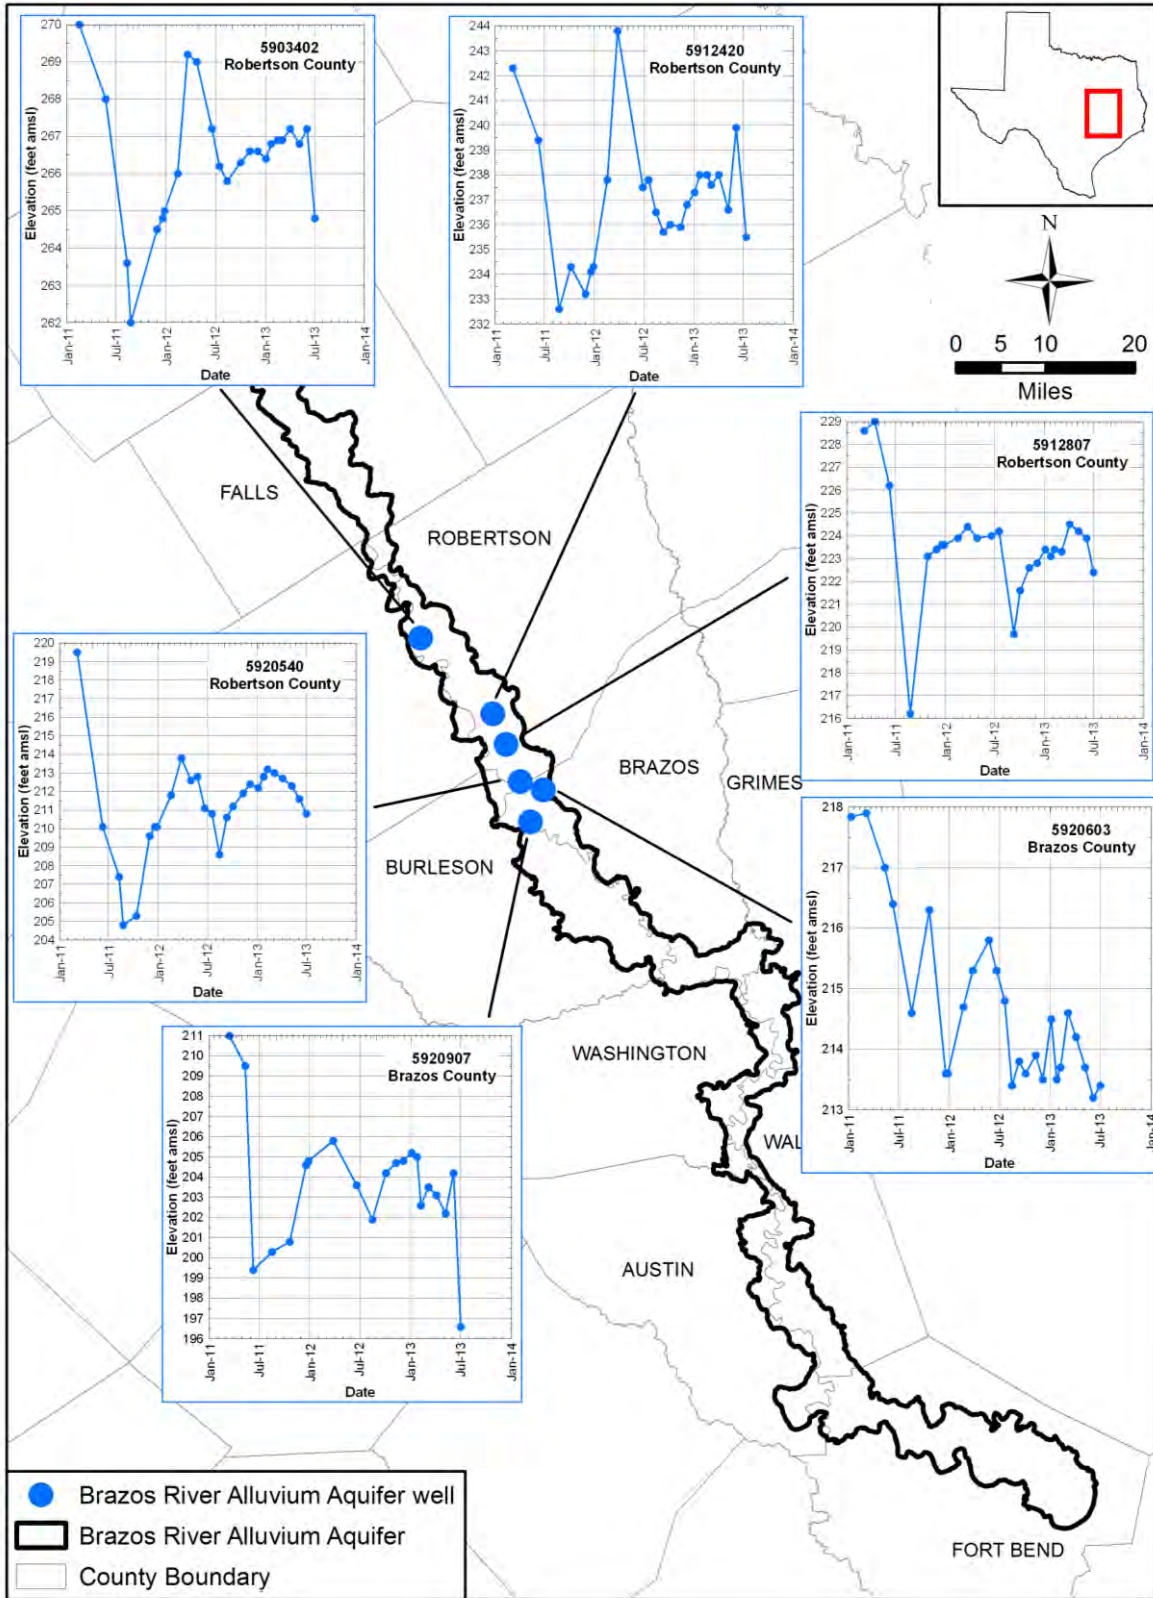 270
269
268
267
266
265
264
263
262
Elevation (feet amsl)
5903402
Robertson County
Jan-11
Jul-11
Jan-12
Jul-12
Jan-13
Jul-13
Jan-14
Date
244
243
242
241
240
239
238
237
236
235
234
233
232
Elevation (feet amsl)
5912420
Robertson County
Jan-11
Jul-11
Jan-12
Jul-12
Jan-13
Jul-13
Jan-14
Date
N
0 5 10 20
Miles
229
228
227
226
225
224
223
222
221
220
219
218
217
216
Elevation (feet amsl)
5912807
Robertson County
Jan-11
Jul-11
Jan-12
Jul-12
Jan-13
Jul-13
Jan-14
Date
FALLS
ROBERTSON
220
219
218
217
216
215
214
213
212
211
210
209
208
207
206
205
204
Elevation (feet amsl)
5920540
Robertson County
Jan-11
Jul-11
Jan-12
Jul-12
Jan-13
Jul-13
Jan-14
Date
BRAZOS
GRIMES
BURLESON
218
217
216
215
214
213
Elevation (feet amsl)
5920603
Brazos County
Jan-11
Jul-11
Jan-12
Jul-12
Jan-13
Jul-13
Jan-14
Date
211
210
209
208
207
206
205
204
203
202
201
200
199
198
197
196
Elevation (feet amsl)
5920907
Brazos County
Jan-11
Jul-11
Jan-12
Jul-12
Jan-13
Jul-13
Jan-14
Date
WASHINGTON
WAL
AUSTIN
FORT BEND
Brazos River Alluvium Aquifer well
Brazos River Alluvium Aquifer
County Boundary